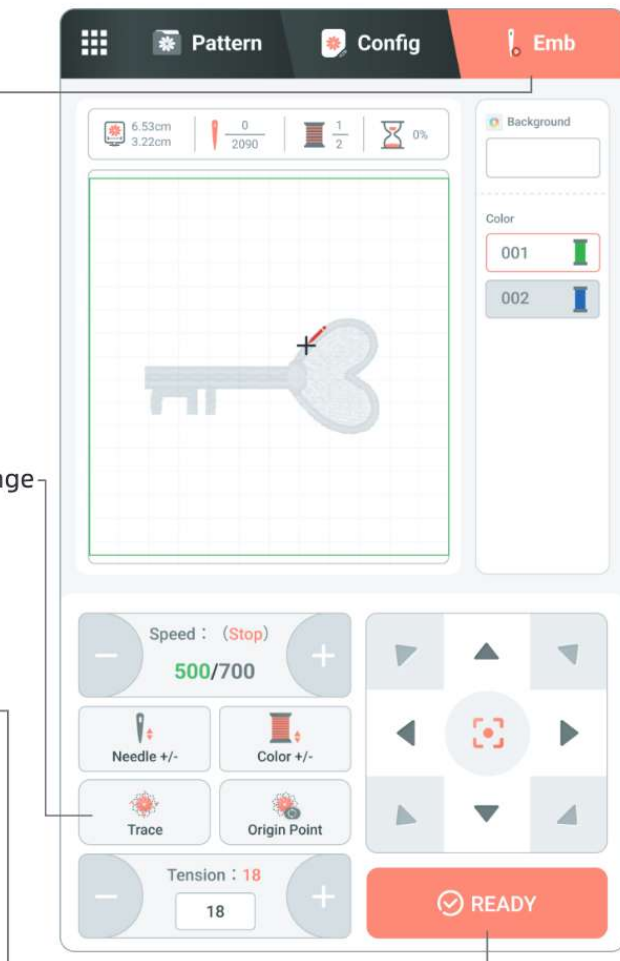 Pattern
Config
Emb
6.53cm
3.22cm
0
2090
1
2
0%
Background
Color
001
002
nge
Speed： (Stop)
500/700
Needle +/-
Color +/-
Trace
Origin Point
Tension：18
18
READY